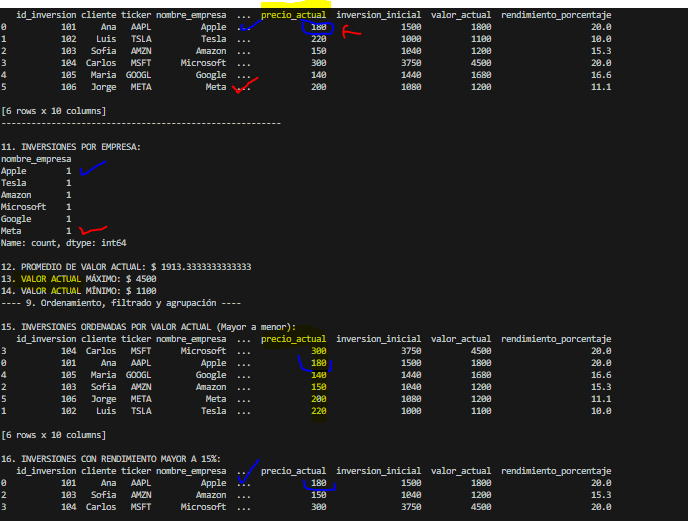 id_inversion cliente ticker nombre_empresa ... precio_actual inversion_inicial valor_actual rendimiento_porcentaje
0 101 Ana AAPL Apple ... 180 1500 1800 20.0
1 102 Luis TSLA Tesla ... 220 1000 1100 10.0
2 103 Sofia AMZN Amazon ... 150 1040 1200 15.3
3 104 Carlos MSFT Microsoft ... 300 3750 4500 20.0
4 105 Maria GOOGL Google ... 140 1440 1680 16.6
5 106 Jorge META Meta ... 200 1080 1200 11.1
[6 rows x 10 columns]
----------------------------------------------------
11. INVERSIONES POR EMPRESA:
nombre_empresa
Apple 1
Tesla 1
Amazon 1
Microsoft 1
Google 1
Meta 1
Name: count, dtype: int64
12. PROMEDIO DE VALOR ACTUAL: $ 1913.3333333333333
13. VALOR ACTUAL MÁXIMO: $ 4500
14. VALOR ACTUAL MÍNIMO: $ 1100
---- 9. Ordenamiento, filtrado y agrupación ----
15. INVERSIONES ORDENADAS POR VALOR ACTUAL (Mayor a menor):
id_inversion cliente ticker nombre_empresa ... precio_actual inversion_inicial valor_actual rendimiento_porcentaje
3 104 Carlos MSFT Microsoft ... 300 3750 4500 20.0
0 101 Ana AAPL Apple ... 180 1500 1800 20.0
4 105 Maria GOOGL Google ... 140 1440 1680 16.6
2 103 Sofia AMZN Amazon ... 150 1040 1200 15.3
5 106 Jorge META Meta ... 200 1080 1200 11.1
1 102 Luis TSLA Tesla ... 220 1000 1100 10.0
[6 rows x 10 columns]
16. INVERSIONES CON RENDIMIENTO MAYOR A 15%:
id_inversion cliente ticker nombre_empresa ... precio_actual inversion_inicial valor_actual rendimiento_porcentaje
0 101 Ana AAPL Apple ... 180 1500 1800 20.0
2 103 Sofia AMZN Amazon ... 150 1040 1200 15.3
3 104 Carlos MSFT Microsoft ... 300 3750 4500 20.0